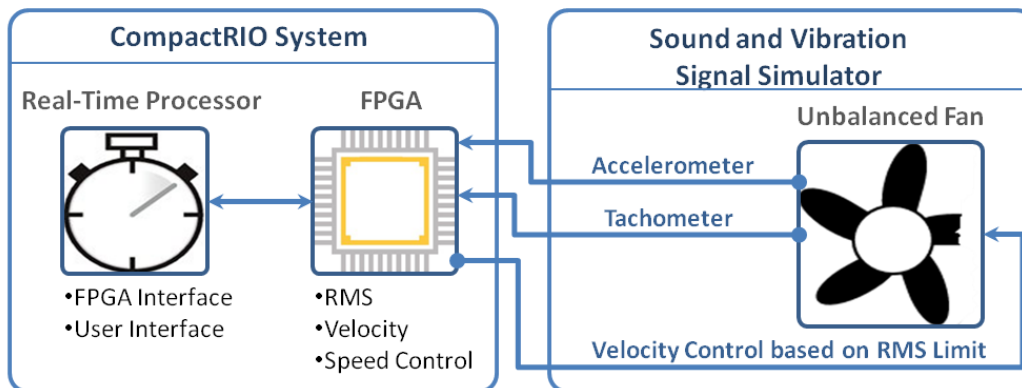 CompactRIO System
Real-Time Processor
FPGA
•FPGA Interface
•User Interface
•RMS
•Velocity
•Speed Control
Sound and Vibration
Signal Simulator
Unbalanced Fan
Accelerometer
Tachometer
Velocity Control based on RMS Limit